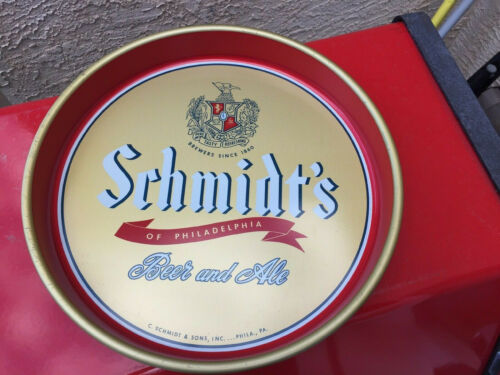 BREWERS SINCE 1860
Schmidt's
OF PHILADELPHIA
Beer and Ale
C. SCHMIDT & SONS, INC. ... PHILA., PA.